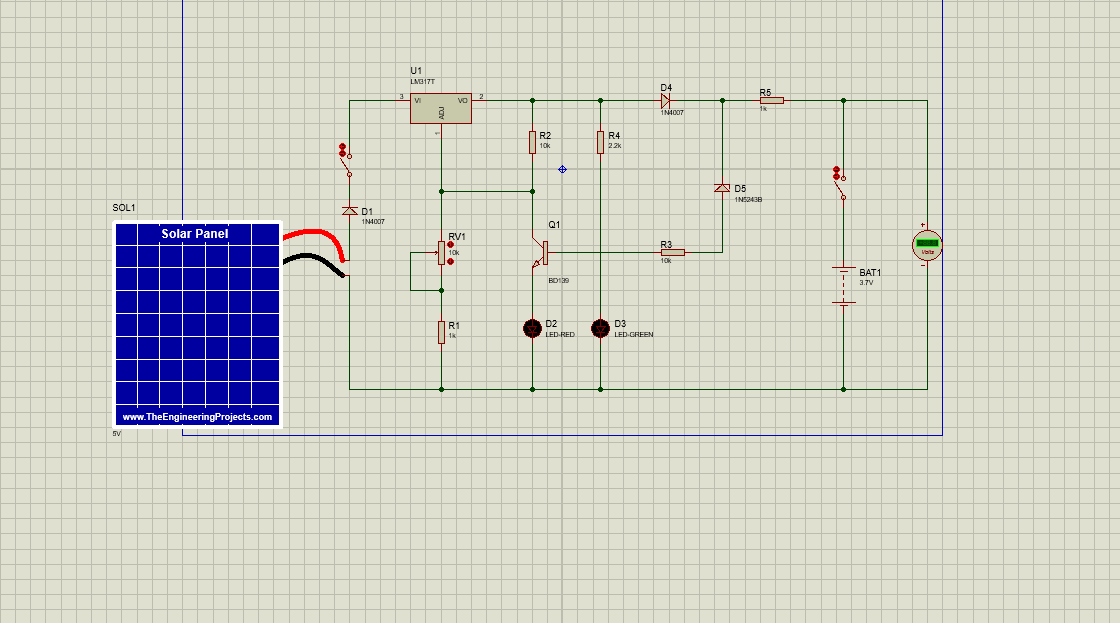 U1
LM317T
3
VI
VO
2
ADJ
1
D4
1N4007
R5
1k
R2
10k
R4
2.2k
D5
1N5243B
SOL1
D1
1N4007
Solar Panel
Q1
BD139
RV1
10k
R3
10k
+
Volts
BAT1
3.7V
R1
1k
D2
LED-RED
D3
LED-GREEN
www.TheEngineeringProjects.com
5V